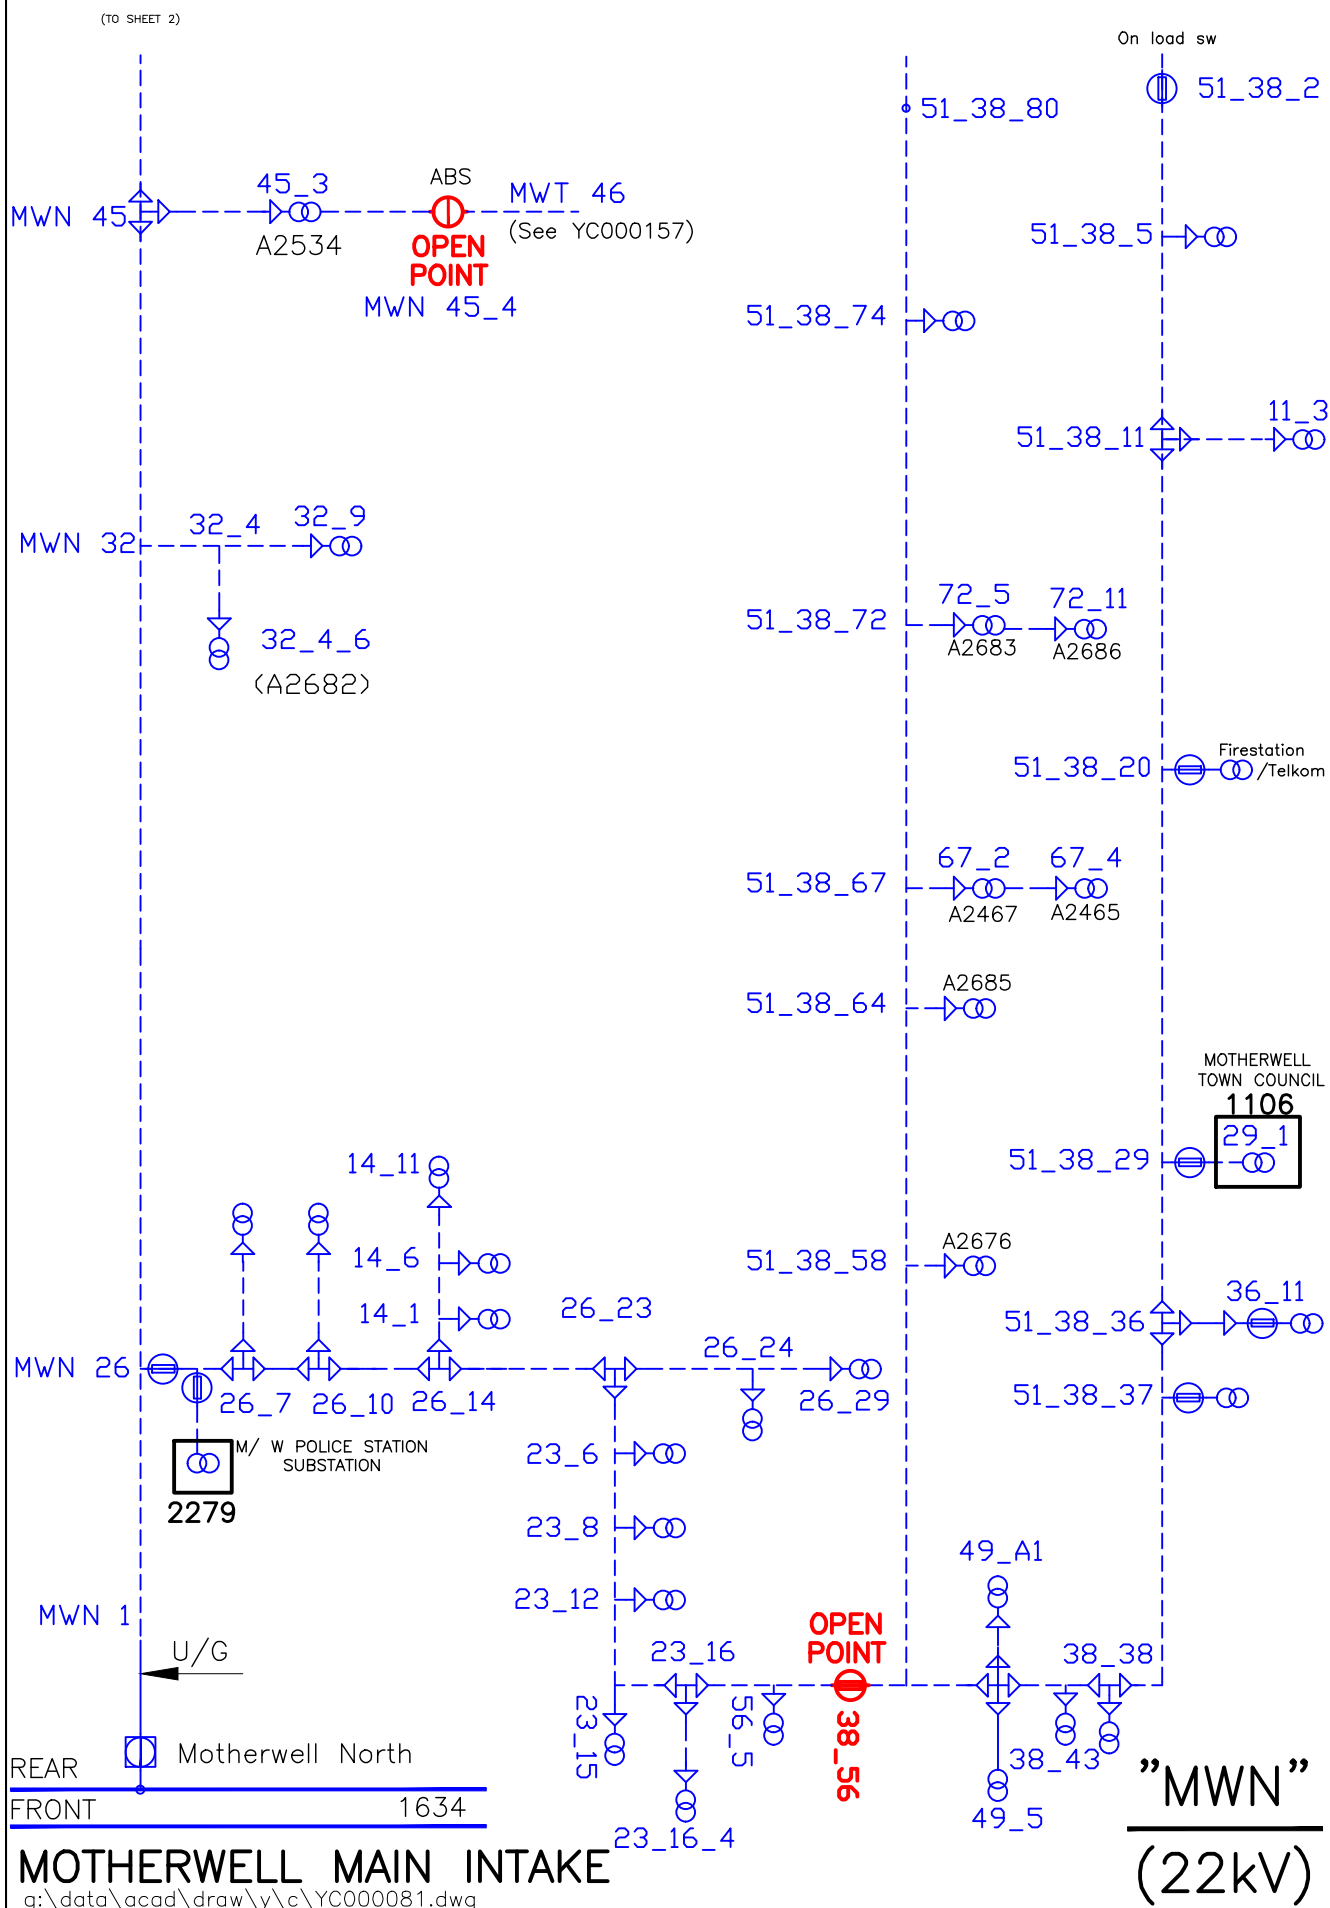 (TO SHEET 2)
On load sw
51_38_2
51_38_80
45_3
ABS
MWT 46
MWN 45
(See YC000157)
A2534
OPEN
POINT
MWN 45_4
51_38_5
51_38_74
11_3
51_38_11
32_4
32_9
MWN 32
32_4_6
(A2682)
72_5
72_11
51_38_72
A2683
A2686
51_38_20
Firestation
/Telkom
67_2
67_4
51_38_67
A2467
A2465
A2685
51_38_64
MOTHERWELL
TOWN COUNCIL
1106
29_1
51_38_29
14_11
14_6
14_1
A2676
51_38_58
36_11
51_38_36
26_23
26_24
MWN 26
26_7
26_10
26_14
26_29
51_38_37
M/ W POLICE STATION
SUBSTATION
2279
23_6
23_8
23_12
49_A1
MWN 1
OPEN
POINT
U/G
23_16
38_38
23_15
56_5
38_56
38_43
49_5
23_16_4
Motherwell North
REAR
FRONT
1634
"MWN"
(22kV)
MOTHERWELL MAIN INTAKE
g:\data\acad\draw\y\c\YC000081.dwg